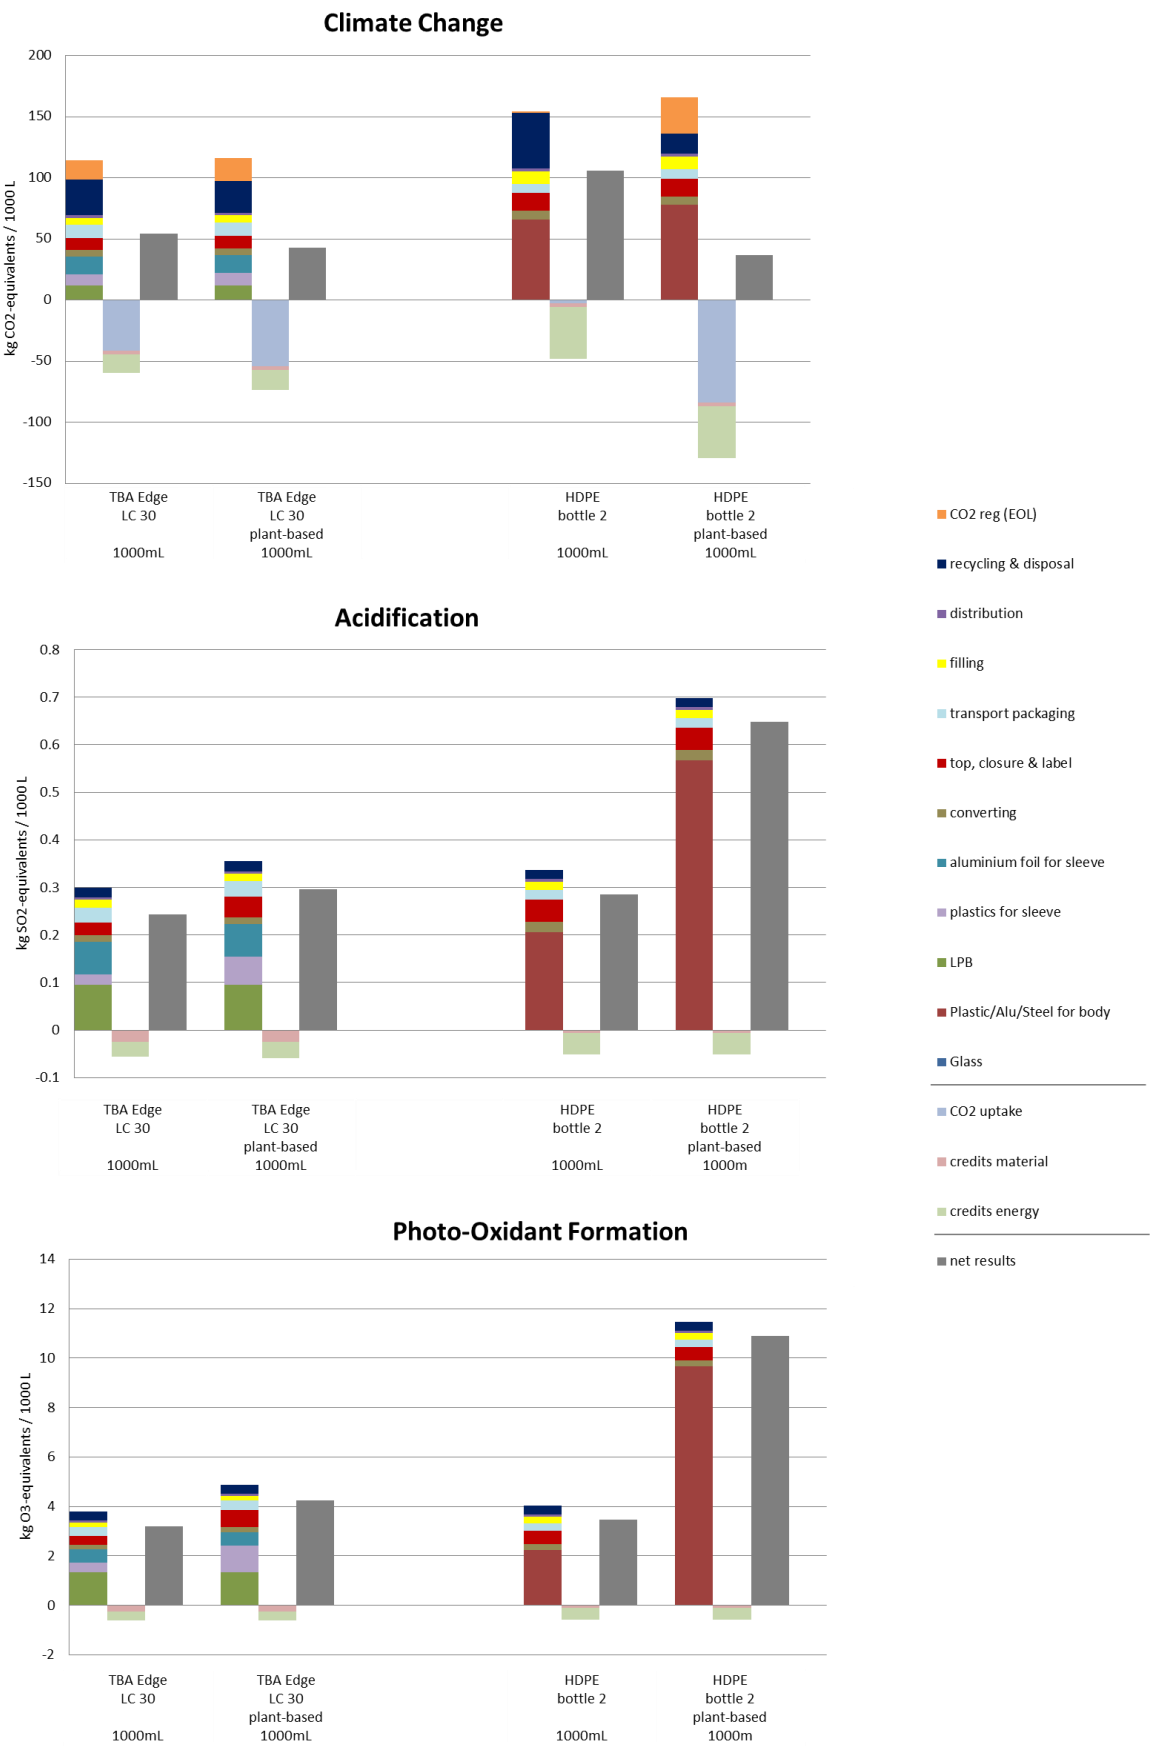 Climate Change
kg CO2-equivalents / 1000 L
200
150
100
50
0
-50
-100
-150
TBA Edge
LC 30
1000mL
TBA Edge
LC 30
plant-based
1000mL
HDPE
bottle 2
1000mL
HDPE
bottle 2
plant-based
1000mL
Acidification
kg SO2-equivalents / 1000 L
0.8
0.7
0.6
0.5
0.4
0.3
0.2
0.1
0
-0.1
TBA Edge
LC 30
1000mL
TBA Edge
LC 30
plant-based
1000mL
HDPE
bottle 2
1000mL
HDPE
bottle 2
plant-based
1000m
Photo-Oxidant Formation
kg O3-equivalents / 1000 L
14
12
10
8
6
4
2
0
-2
TBA Edge
LC 30
1000mL
TBA Edge
LC 30
plant-based
1000mL
HDPE
bottle 2
1000mL
HDPE
bottle 2
plant-based
1000m
CO2 reg (EOL)
recycling & disposal
distribution
filling
transport packaging
top, closure & label
converting
aluminium foil for sleeve
plastics for sleeve
LPB
Plastic/Alu/Steel for body
Glass
CO2 uptake
credits material
credits energy
net results